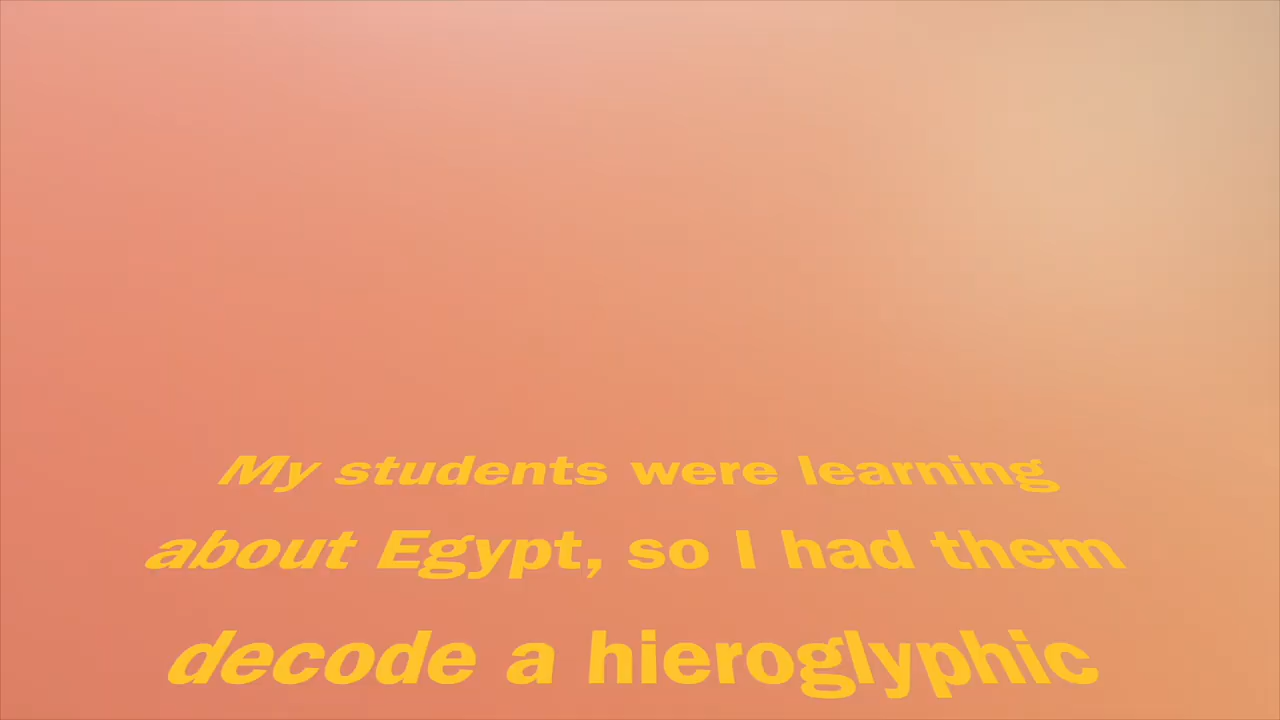 My students were learning
about Egypt, so I had them
decode a hieroglyphic